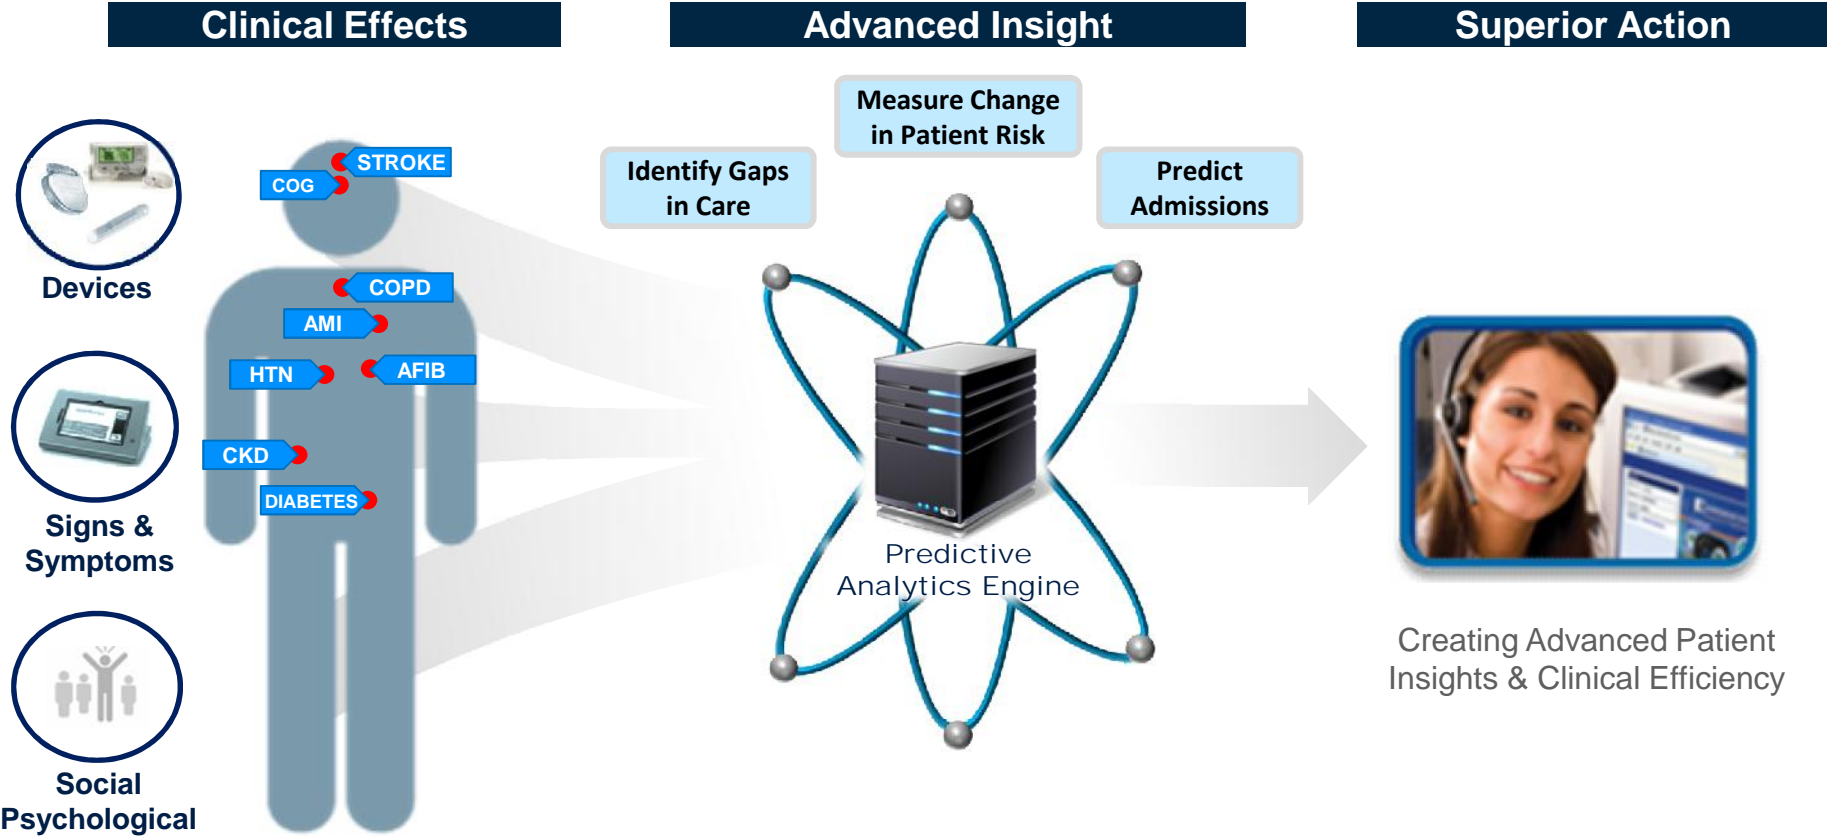 Clinical Effects
Advanced Insight
Superior Action
Devices
Signs &
Symptoms
Social
Psychological
STROKE
COG
COPD
AMI
HTN
AFIB
CKD
DIABETES
Identify Gaps
in Care
Measure Change
in Patient Risk
Predict
Admissions
Predictive
Analytics Engine
Creating Advanced Patient
Insights & Clinical Efficiency